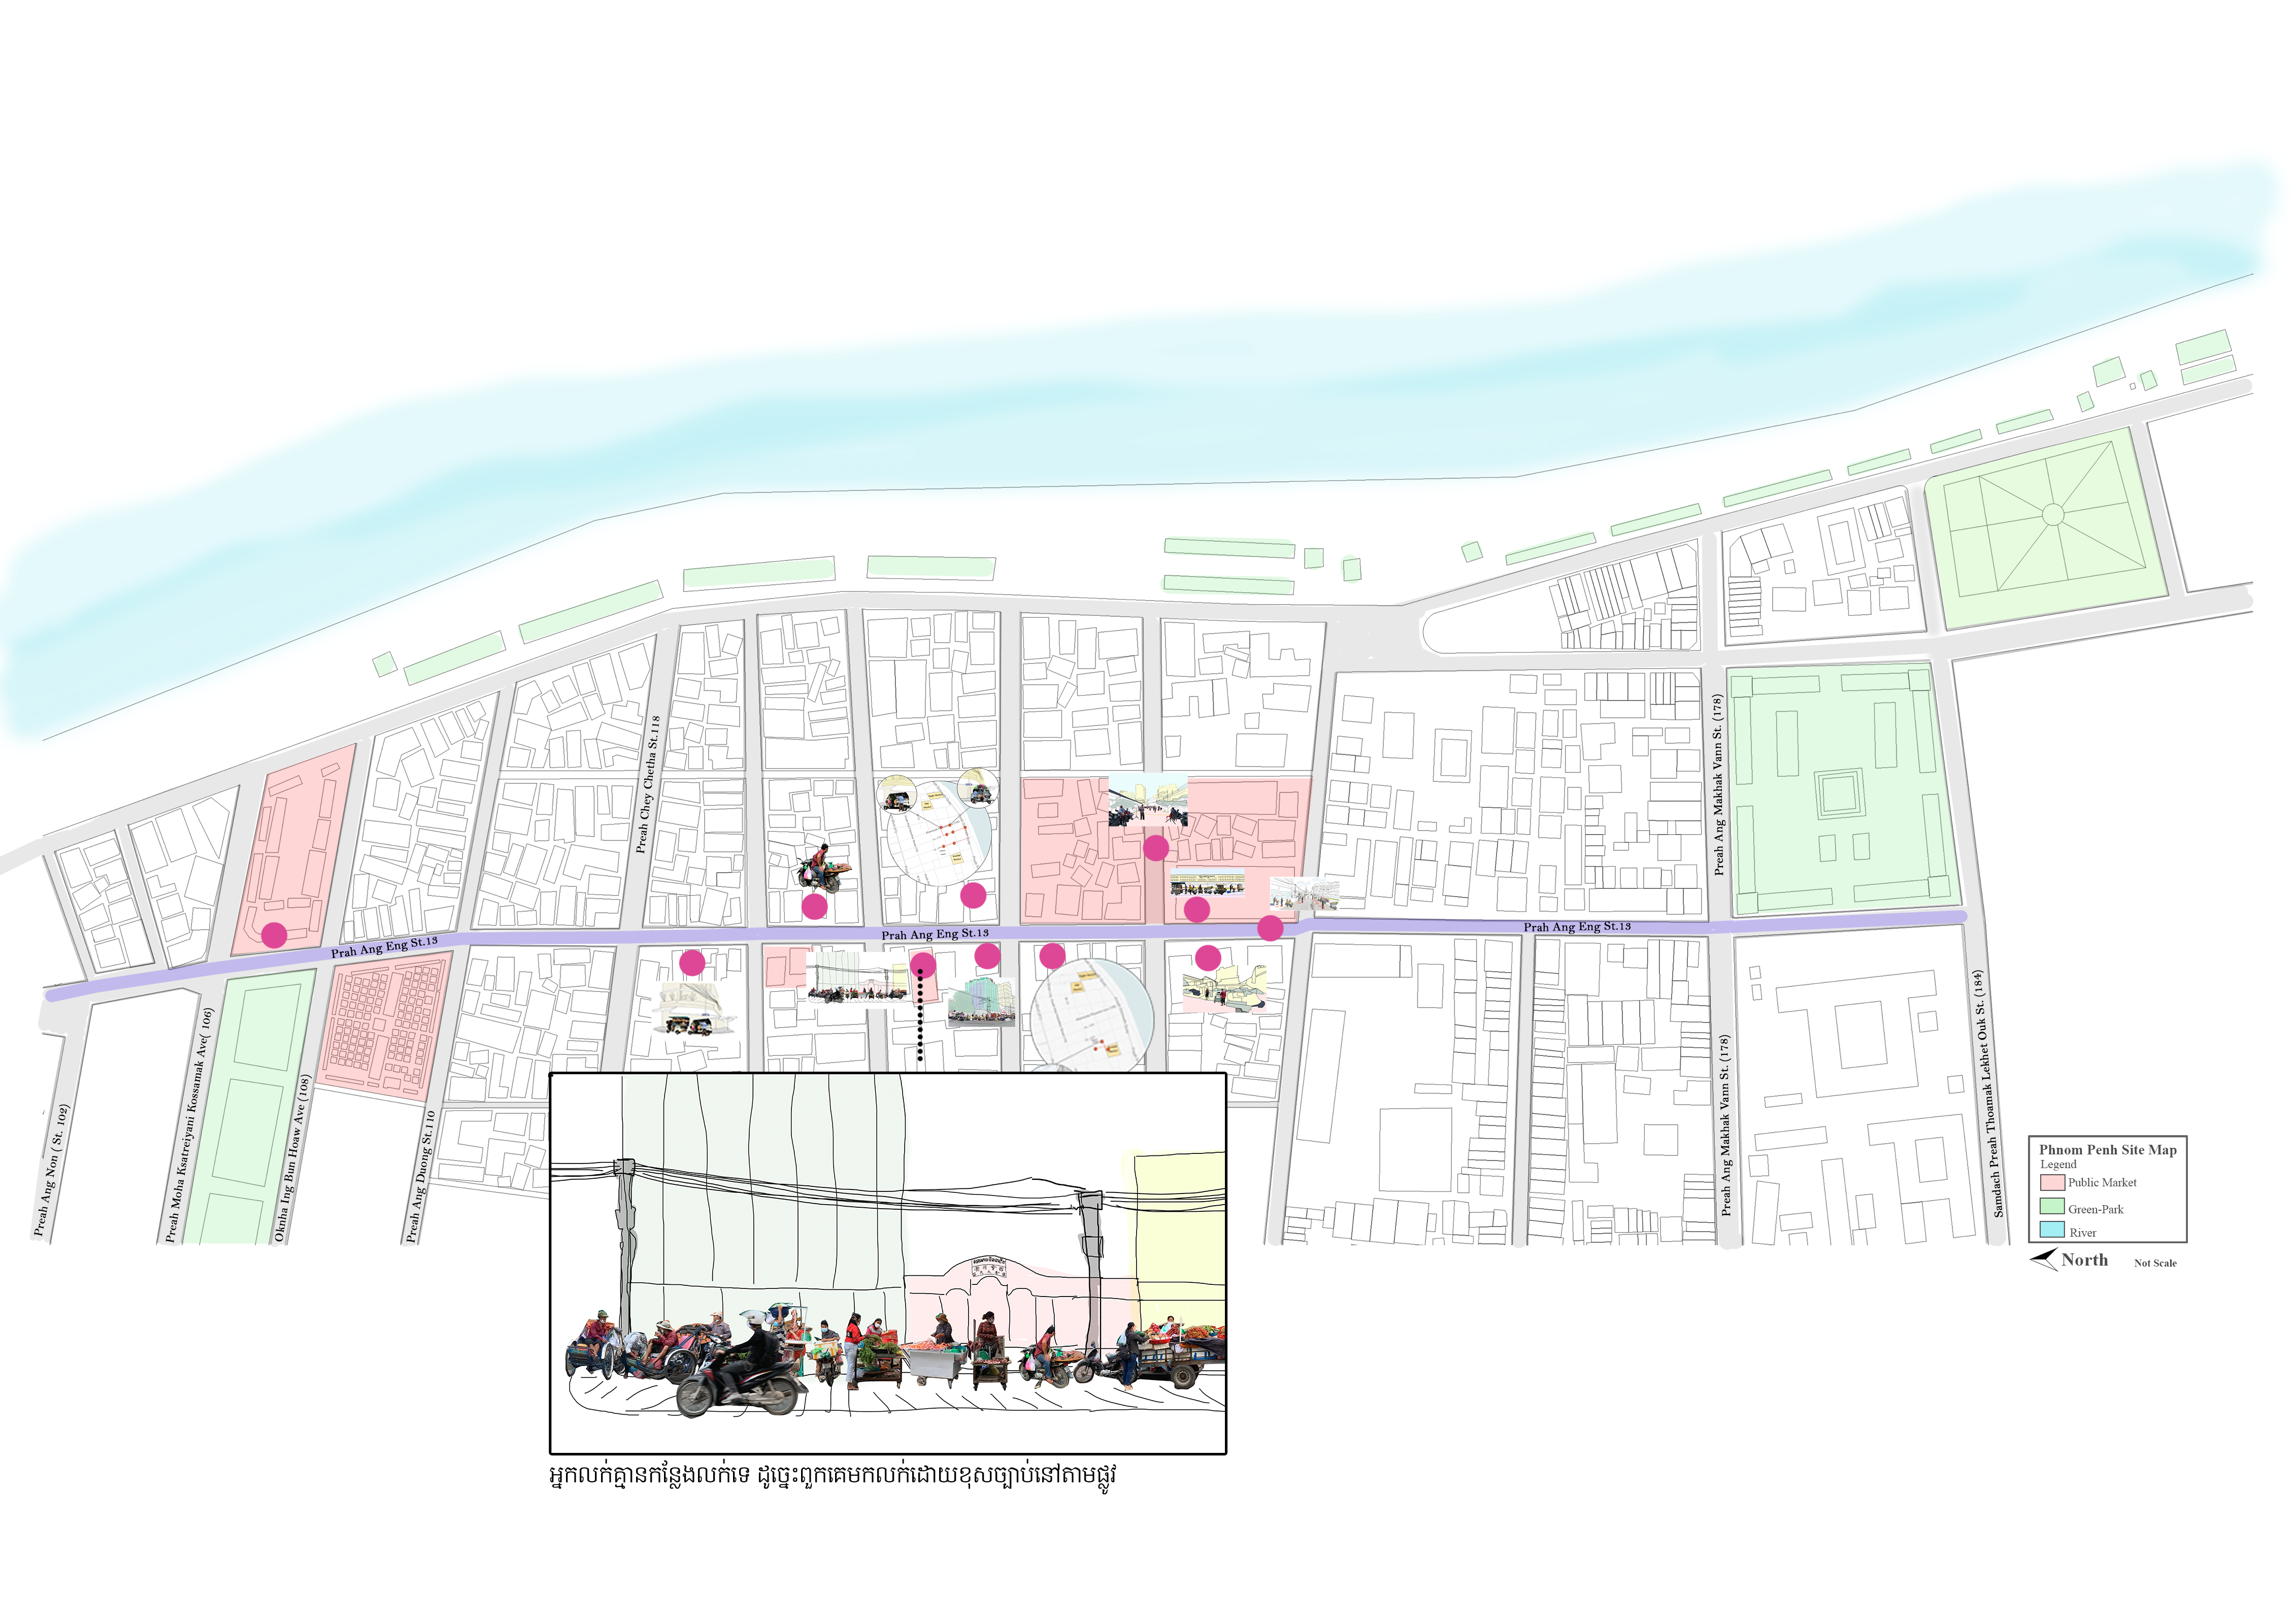 Preah Chey Chetha St.118
Preah Ang Makhak Vann St. (178)
Prah Ang Eng St.13
Prah Ang Eng St.13
Prah Ang Eng St.13
Preah Ang Non ( St. 102)
Preah Moha Ksatreiyani Kossamak Ave( 106)
Oknha Ing Bun Hoaw Ave (108)
Preah Ang Duong St.110
Preah Ang Makhak Vann St. (178)
Samdach Preah Thoamak Lekhet Ouk St. (184)
Phnom Penh Site Map
Legend
Public Market
Green-Park
River
North
Not Scale
អ្នកលក់គ្មានកន្លែងលក់ទេ ដូច្នេះពួកគេមកលក់ដោយខុសច្បាប់នៅតាមផ្លូវ